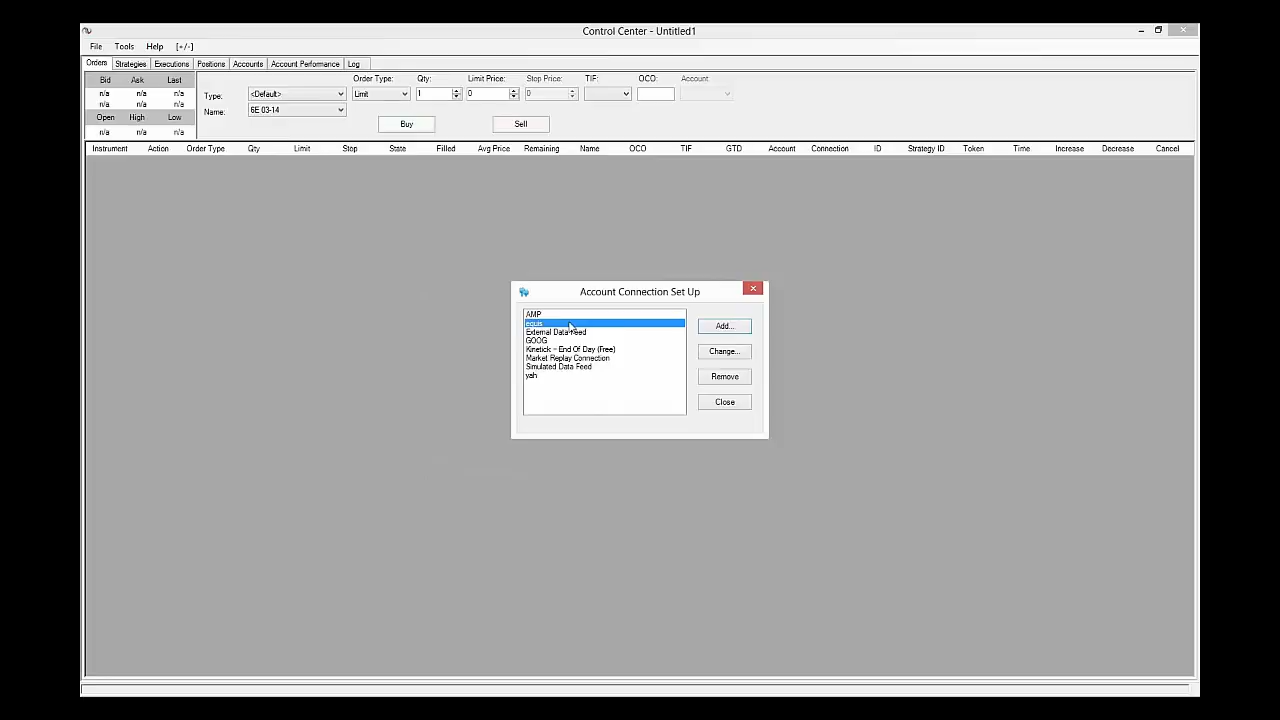 Control Center - Untitled1
File Tools Help [+/-]
Orders Strategies Executions Positions Accounts Account Performance Log
Bid Ask Last
n/a n/a n/a
n/a n/a n/a
Open High Low
n/a n/a n/a
Order Type: Qty: Limit Price: Stop Price: TIF: OCO: Account:
Type: <Default> Limit 1 0 0
Name: 6E 03-14
Buy Sell
Instrument Action Order Type Qty Limit Stop State Filled Avg Price Remaining Name OCO TIF GTD Account Connection ID Strategy ID Token Time Increase Decrease Cancel
Account Connection Set Up
AMP
equis
External Data Feed
GOOG
Kinetick – End Of Day (Free)
Market Replay Connection
Simulated Data Feed
yah
Add...
Change...
Remove
Close